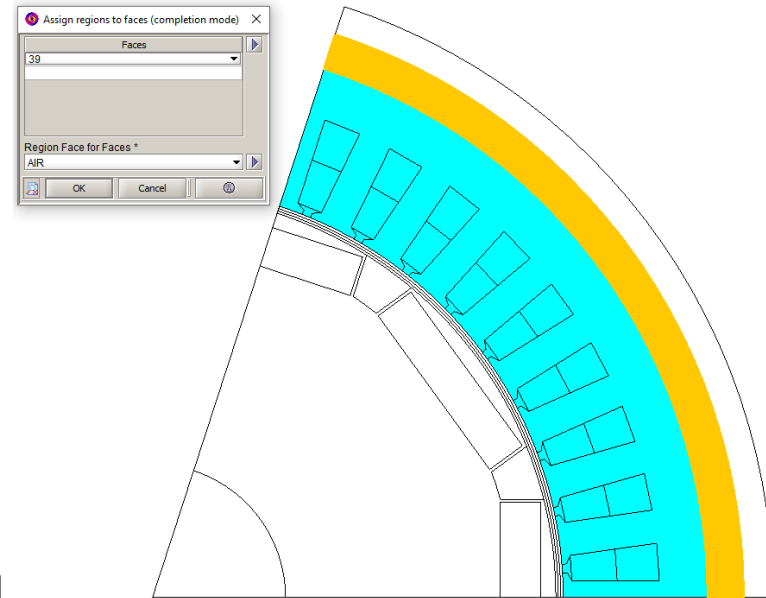 Assign regions to faces (completion mode)
Faces
39
Region Face for Faces *
AIR
OK
Cancel